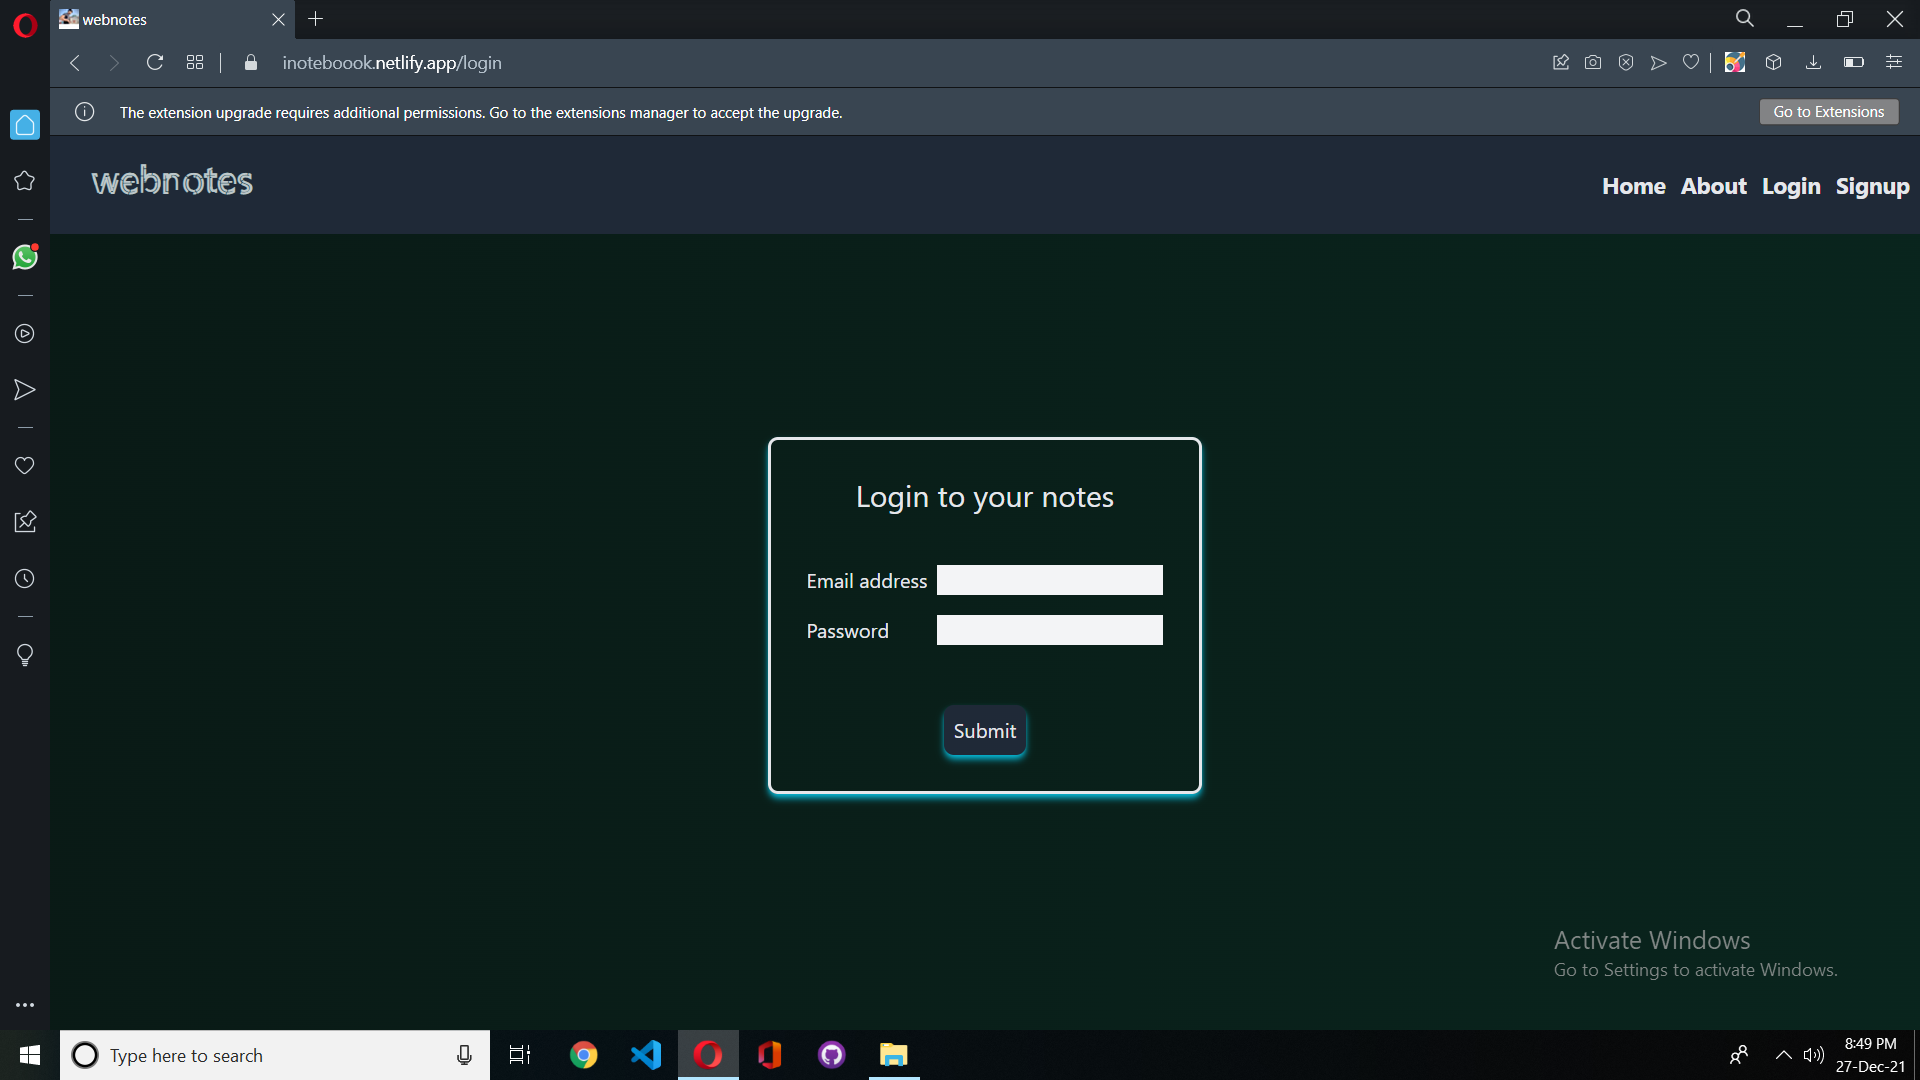 webnotes
inoteboook.netlify.app/login
The extension upgrade requires additional permissions. Go to the extensions manager to accept the upgrade.
Go to Extensions
webnotes
Home About Login Signup
Login to your notes
Email address
Password
Submit
Activate Windows
Go to Settings to activate Windows.
Type here to search
8:49 PM
27-Dec-21